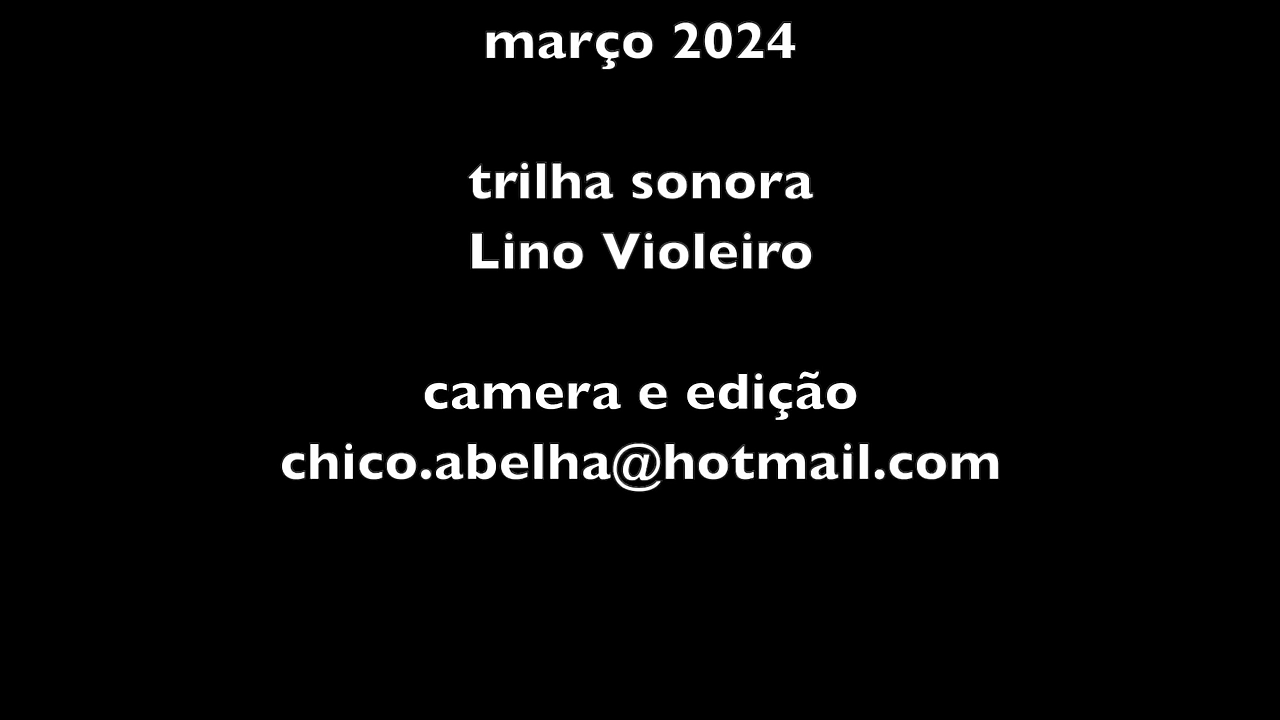 março 2024
trilha sonora
Lino Violeiro
camera e edição
chico.abelha@hotmail.com